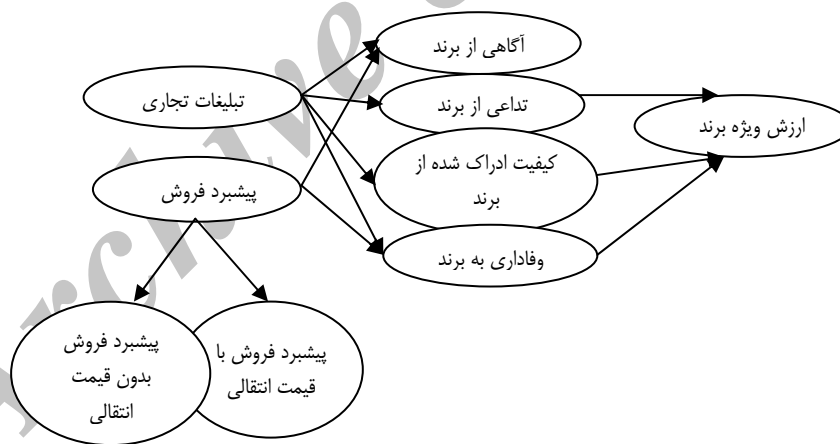 آگاهی از برند
تبلیغات تجاری
تداعی از برند
ارزش ویژه برند
کیفیت ادراک شده از
برند
پیشبرد فروش
وفاداری به برند
پیشبرد فروش با
قیمت انتقالی
پیشبرد فروش
بدون قیمت
انتقالی
Archive